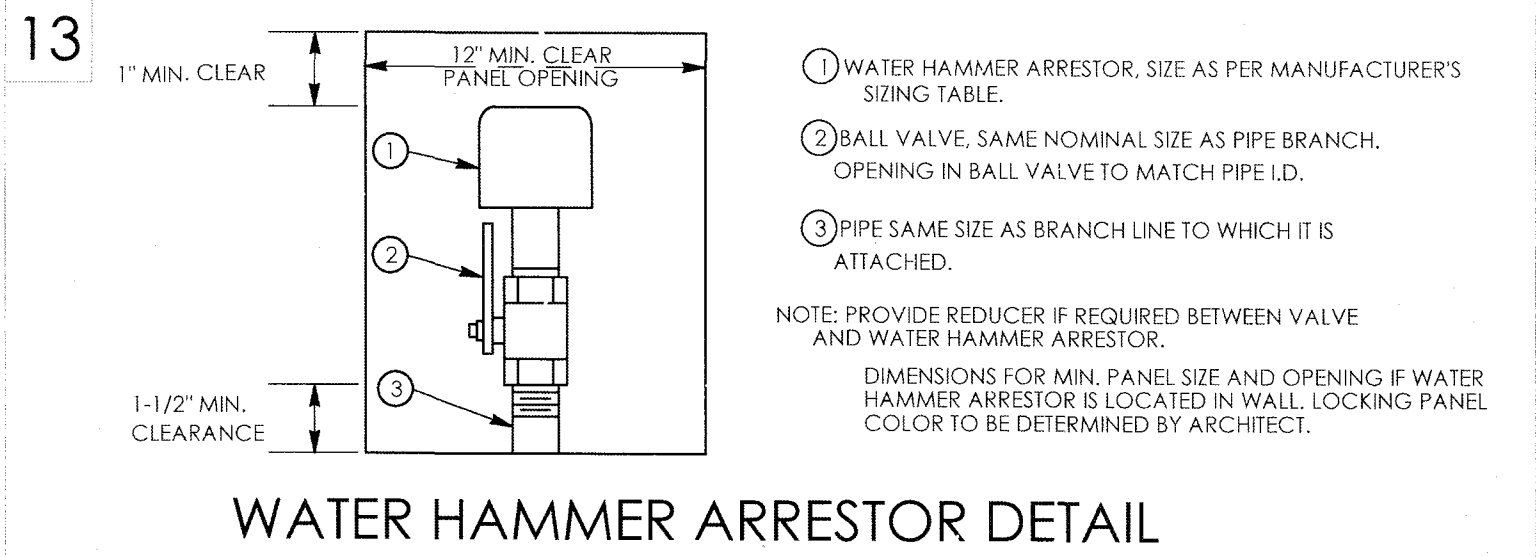 13
1" MIN. CLEAR
12" MIN. CLEAR
PANEL OPENING
1
2
3
1-1/2" MIN.
CLEARANCE
1 WATER HAMMER ARRESTOR, SIZE AS PER MANUFACTURER'S
SIZING TABLE.
2 BALL VALVE, SAME NOMINAL SIZE AS PIPE BRANCH.
OPENING IN BALL VALVE TO MATCH PIPE I.D.
3 PIPE SAME SIZE AS BRANCH LINE TO WHICH IT IS
ATTACHED.
NOTE: PROVIDE REDUCER IF REQUIRED BETWEEN VALVE
AND WATER HAMMER ARRESTOR.
DIMENSIONS FOR MIN. PANEL SIZE AND OPENING IF WATER
HAMMER ARRESTOR IS LOCATED IN WALL. LOCKING PANEL
COLOR TO BE DETERMINED BY ARCHITECT.
WATER HAMMER ARRESTOR DETAIL